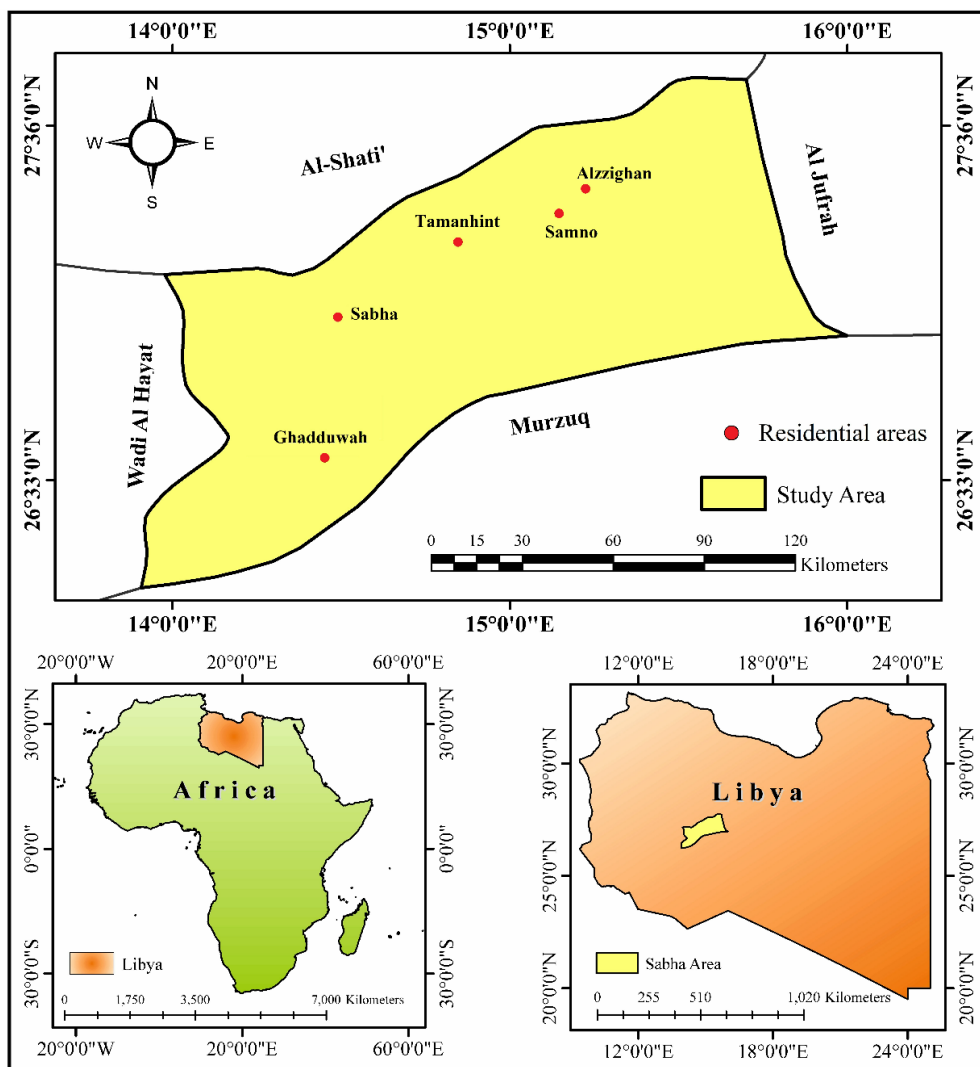 14°0'0"E 15°0'0"E 16°0'0"E
27°36'0"N
27°36'0"N
26°33'0"N
26°33'0"N
N
W E
S
Al-Shati'
Al Jufrah
Alzzighan
Tamanhint
Samno
Sabha
Wadi Al Hayat
Ghadduwah
Murzuq
Residential areas
Study Area
0 15 30 60 90 120
Kilometers
14°0'0"E 15°0'0"E 16°0'0"E
20°0'0"W 20°0'0"E 60°0'0"E
30°0'0"N
30°0'0"N
0°0'0"
0°0'0"
30°0'0"S
30°0'0"S
Africa
Libya
0 1,750 3,500 7,000 Kilometers
20°0'0"W 20°0'0"E 60°0'0"E
12°0'0"E 18°0'0"E 24°0'0"E
30°0'0"N
30°0'0"N
25°0'0"N
25°0'0"N
20°0'0"N
20°0'0"N
Libya
Sabha Area
0 255 510 1,020 Kilometers
12°0'0"E 18°0'0"E 24°0'0"E